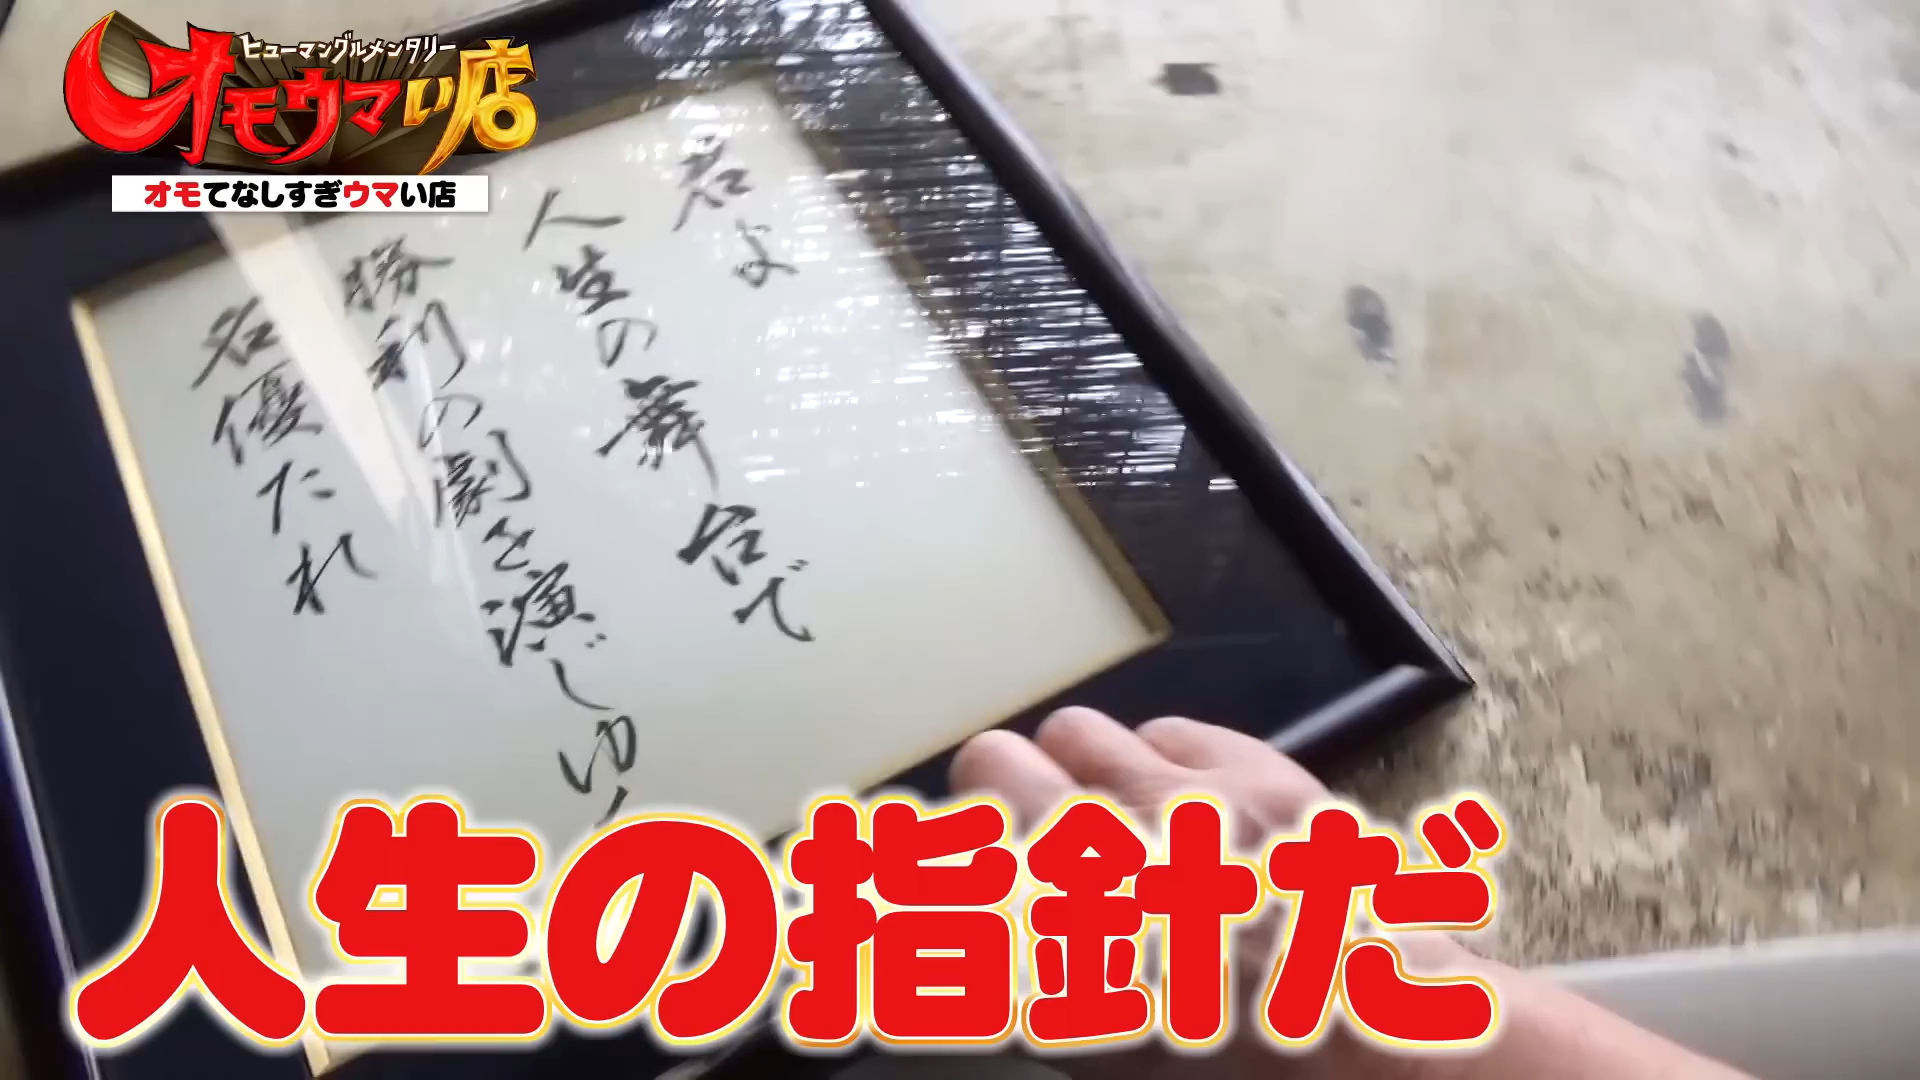 ヒューマングルメンタリー
オモウマい店
オモてなしすぎウマい店
君よ
人生の舞台で
勝利の劇を演じゆく
名優たれ
人生の指針だ